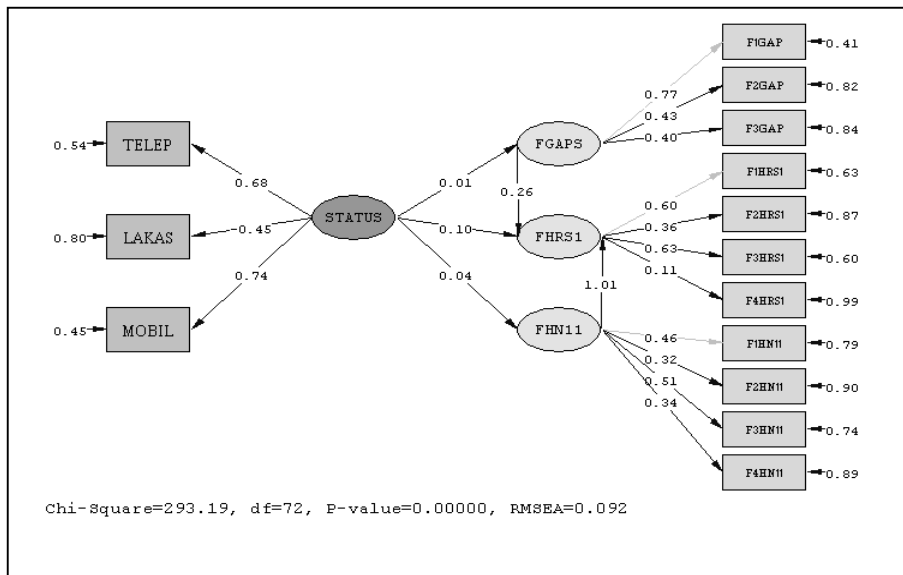 F1GAP 0.41
F2GAP 0.82
F3GAP 0.84
F1HRS1 0.63
F2HRS1 0.87
F3HRS1 0.60
F4HRS1 0.99
F1HN11 0.79
F2HN11 0.90
F3HN11 0.74
F4HN11 0.89
0.77
0.43
0.40
0.60
0.36
0.63
0.11
0.46
0.32
0.51
0.34
FGAPS
FHRS1
FHN11
0.26
1.01
0.01
0.10
0.04
STATUS
0.68
0.45
0.74
0.54 TELEP
0.80 LAKAS
0.45 MOBIL
Chi-Square=293.19, df=72, P-value=0.00000, RMSEA=0.092